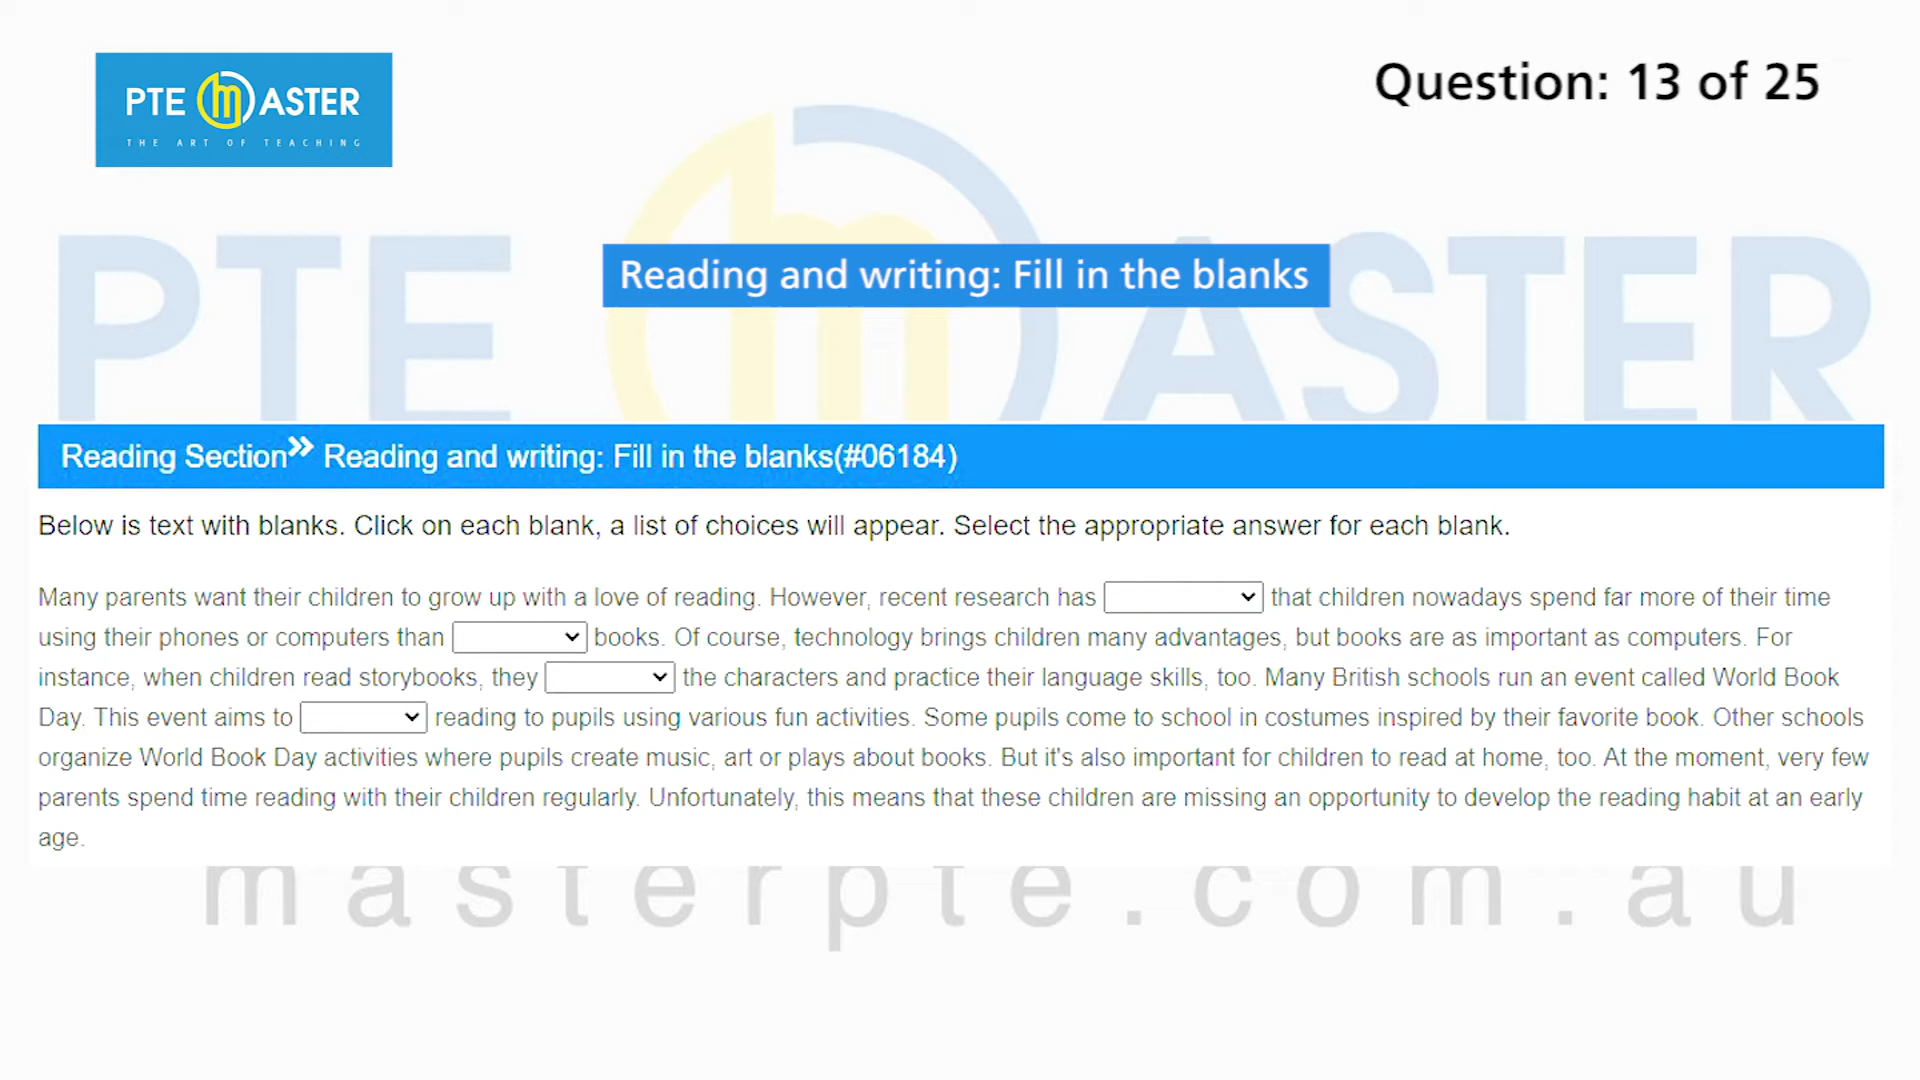 PTE MASTER
THE ART OF TEACHING
Question: 13 of 25
PTE MASTER
Reading and writing: Fill in the blanks
Reading Section» Reading and writing: Fill in the blanks(#06184)
Below is text with blanks. Click on each blank, a list of choices will appear. Select the appropriate answer for each blank.
Many parents want their children to grow up with a love of reading. However, recent research has that children nowadays spend far more of their time
using their phones or computers than books. Of course, technology brings children many advantages, but books are as important as computers. For
instance, when children read storybooks, they the characters and practice their language skills, too. Many British schools run an event called World Book
Day. This event aims to reading to pupils using various fun activities. Some pupils come to school in costumes inspired by their favorite book. Other schools
organize World Book Day activities where pupils create music, art or plays about books. But it's also important for children to read at home, too. At the moment, very few
parents spend time reading with their children regularly. Unfortunately, this means that these children are missing an opportunity to develop the reading habit at an early
age.
masterpte.com.au